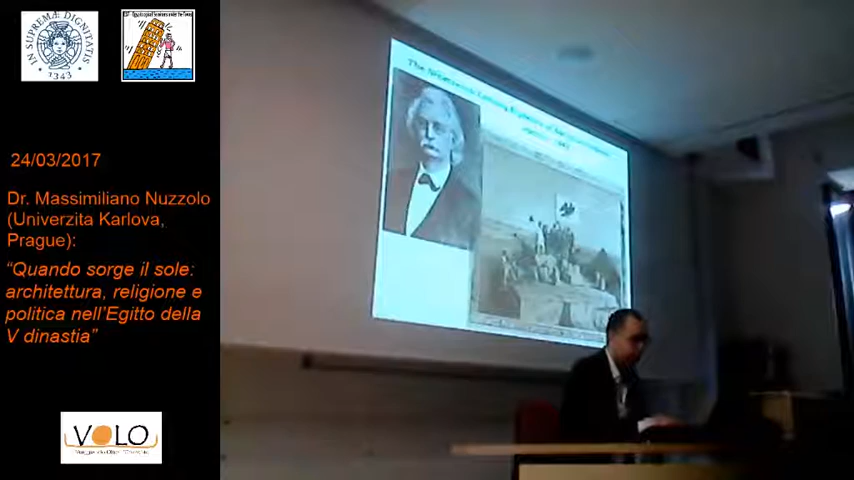 IN SUPREMÆ DIGNITATIS
1343
24/03/2017
Dr. Massimiliano Nuzzolo
(Univerzita Karlova,
Prague):
“Quando sorge il sole:
architettura, religione e
politica nell'Egitto della
V dinastia”
VOLO